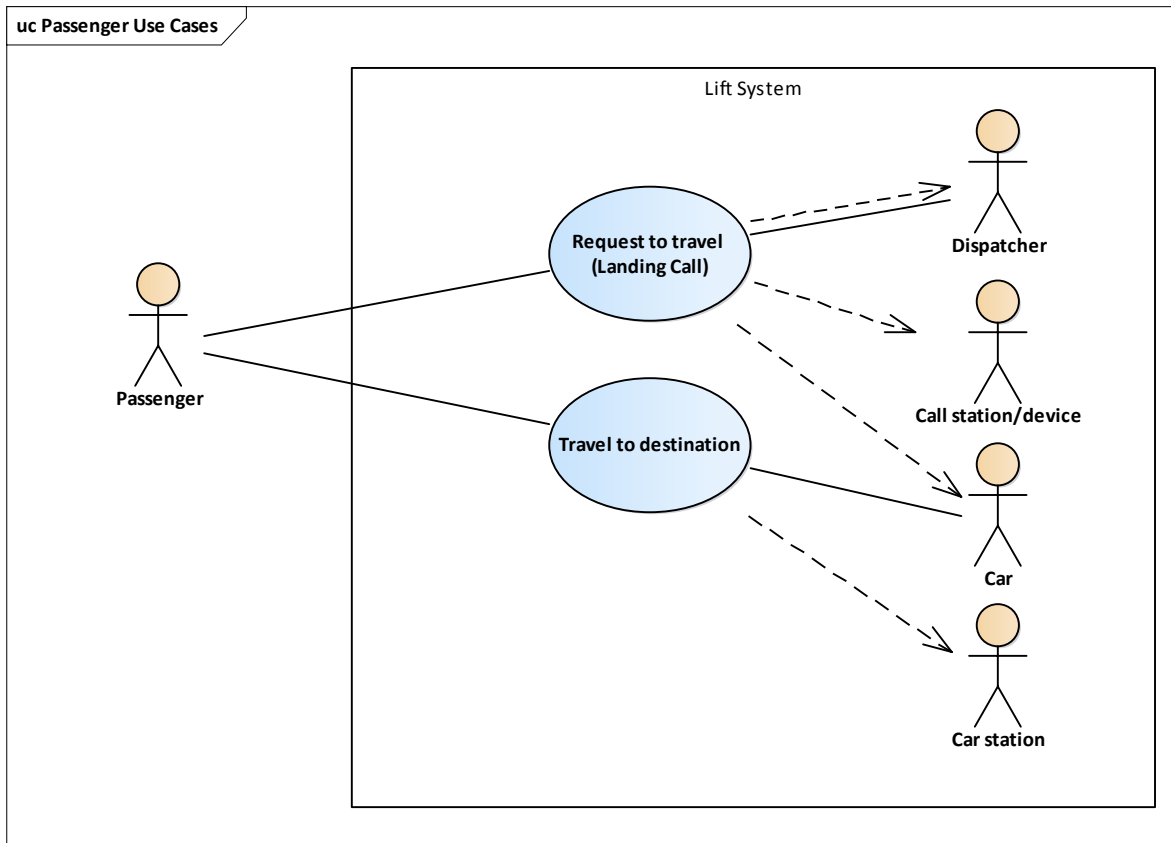 uc Passenger Use Cases
Lift System
Request to travel
(Landing Call)
Dispatcher
Passenger
Call station/device
Travel to destination
Car
Car station